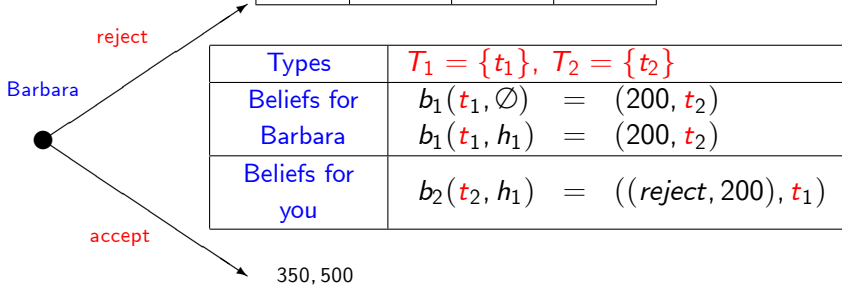 reject
Types T₁ = {t₁}, T₂ = {t₂}
Barbara
Beliefs for b₁(t₁, ∅) = (200, t₂)
Barbara b₁(t₁, h₁) = (200, t₂)
Beliefs for
you b₂(t₂, h₁) = ((reject, 200), t₁)
accept
350, 500